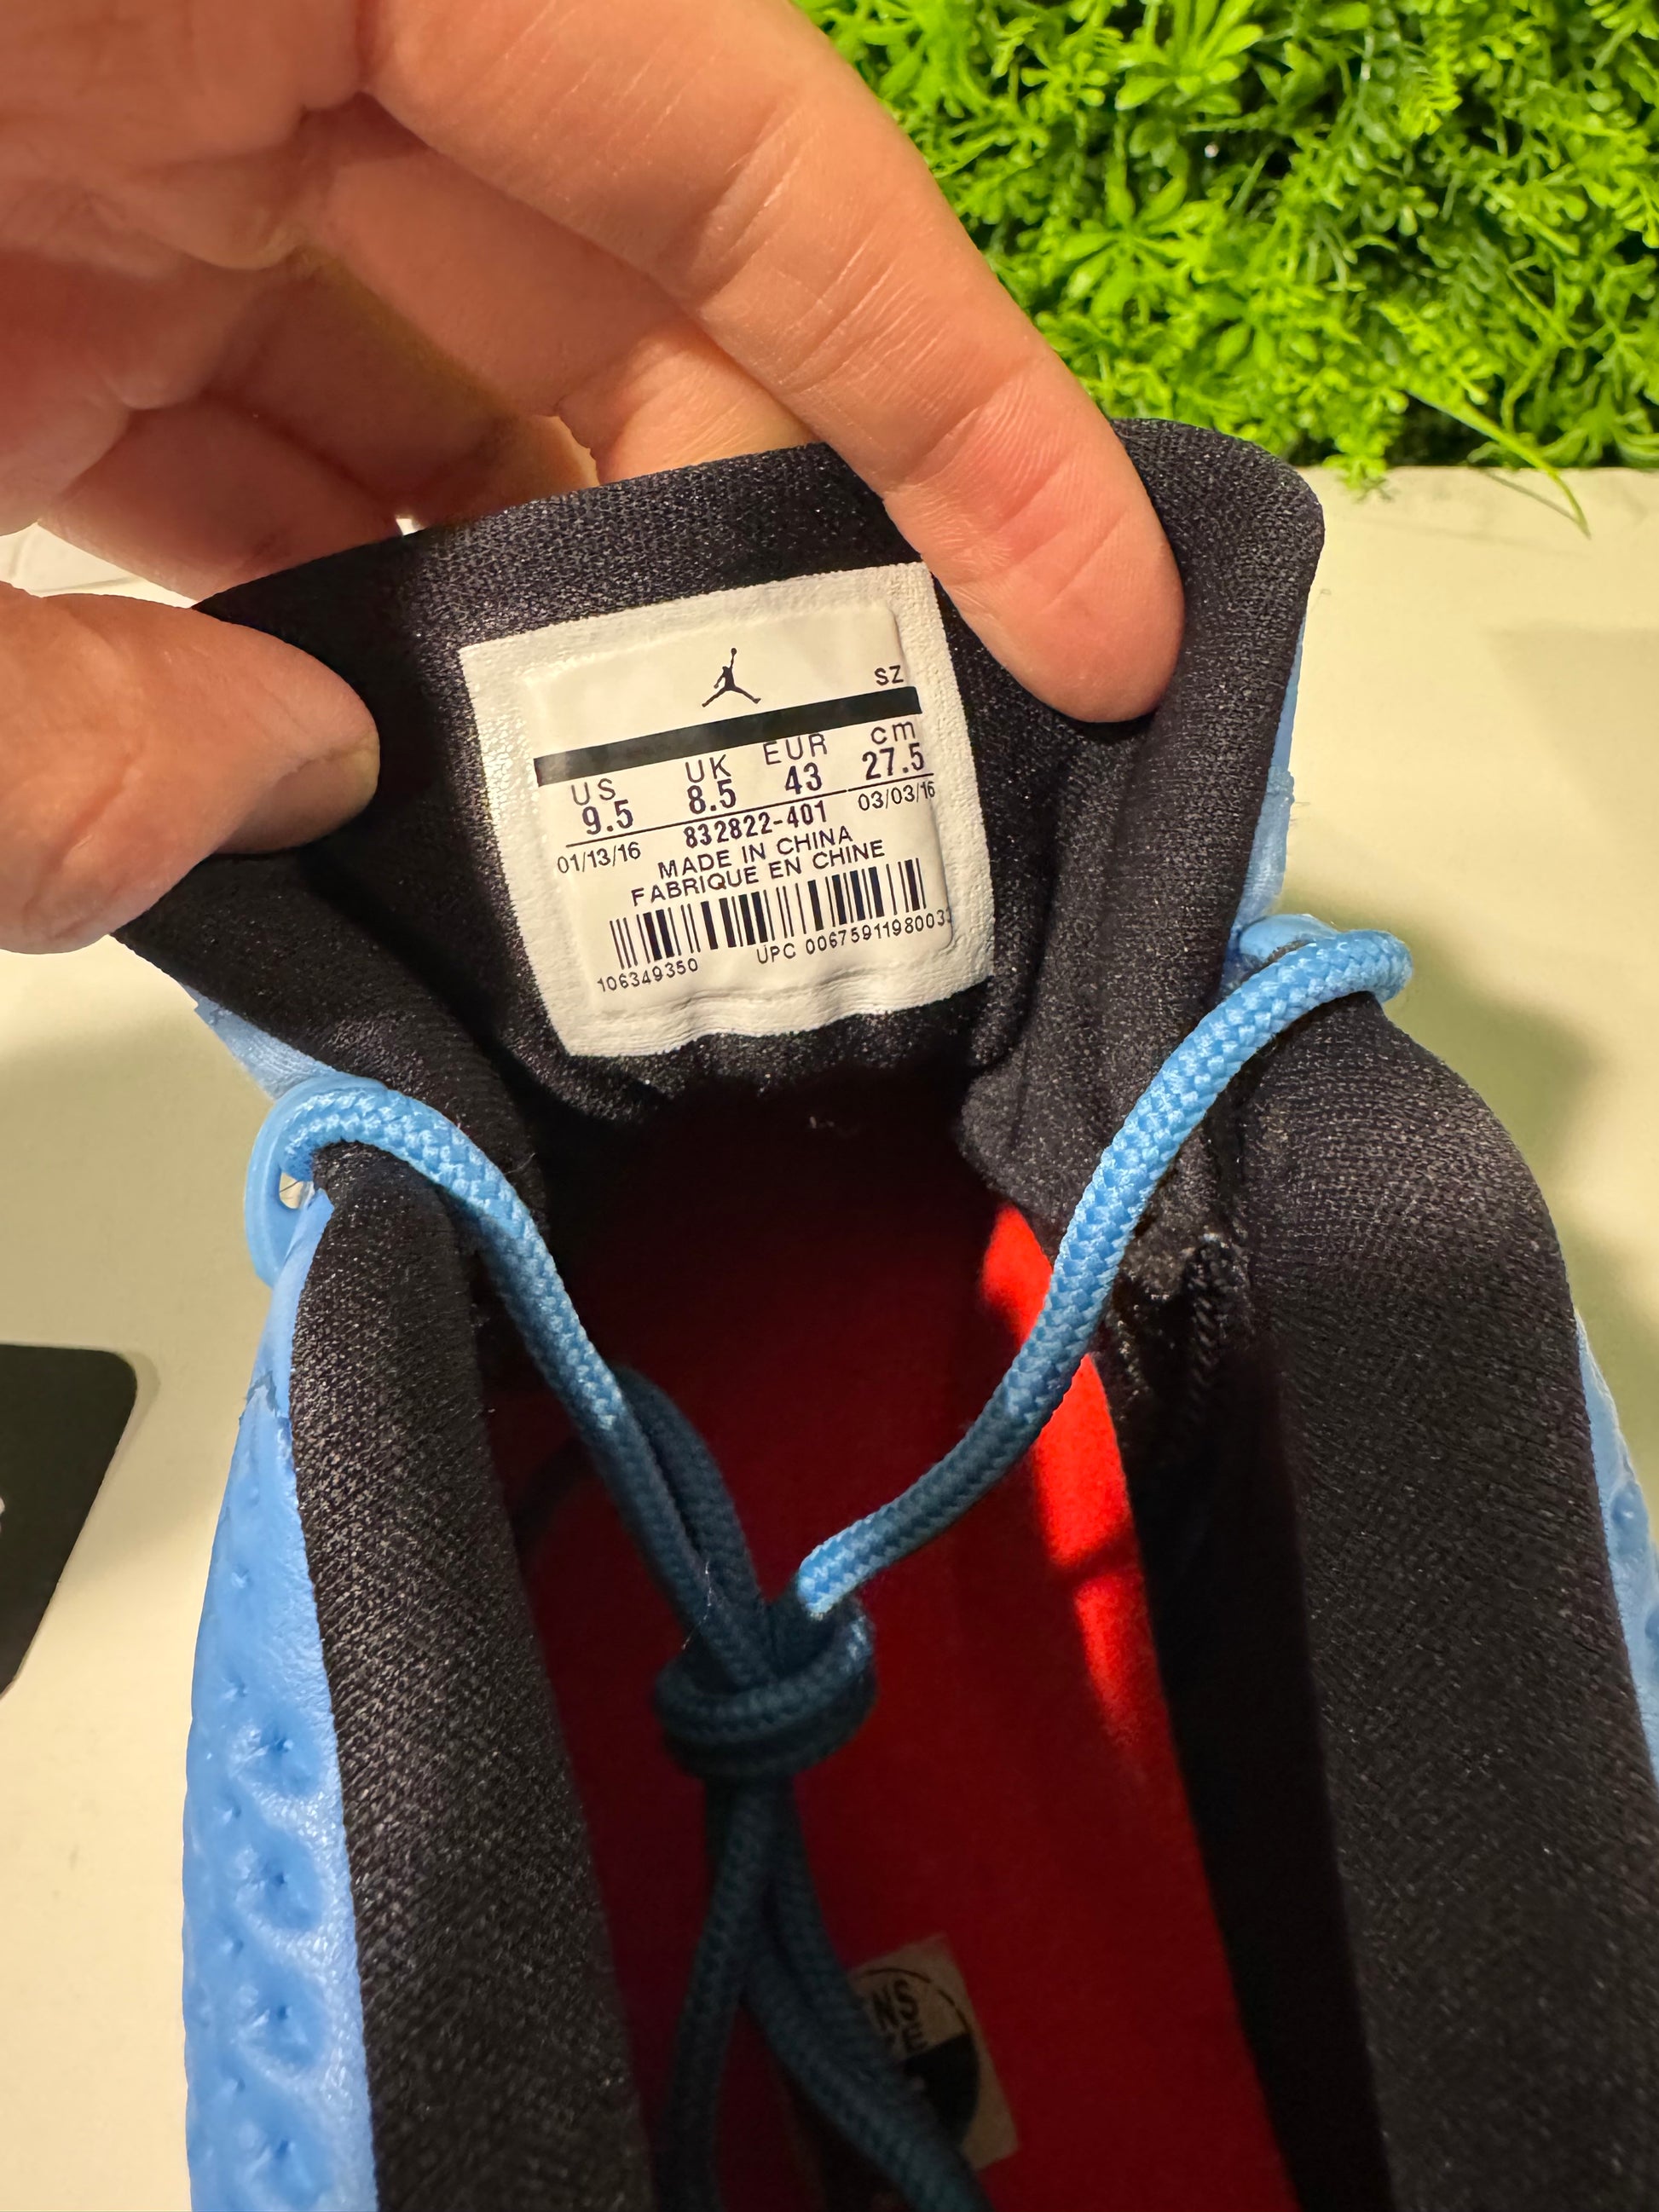 SZ
US UK EUR cm
9.5 8.5 43 27.5
01/13/16 832822-401 03/03/16
MADE IN CHINA
FABRIQUE EN CHINE
106349350 UPC 00675911980033
NS